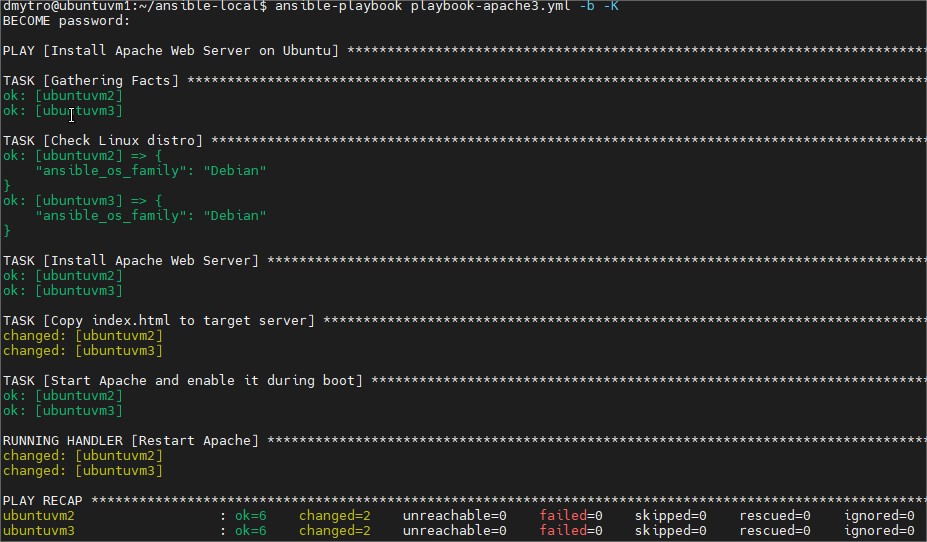 dmytro@ubuntuvm1:~/ansible-local$ ansible-playbook playbook-apache3.yml -b -K
BECOME password:
PLAY [Install Apache Web Server on Ubuntu] *************************************************************************
TASK [Gathering Facts] *********************************************************************************************
ok: [ubuntuvm2]
ok: [ubuntuvm3]
TASK [Check Linux distro] ******************************************************************************************
ok: [ubuntuvm2] => {
    "ansible_os_family": "Debian"
}
ok: [ubuntuvm3] => {
    "ansible_os_family": "Debian"
}
TASK [Install Apache Web Server] ***********************************************************************************
ok: [ubuntuvm2]
ok: [ubuntuvm3]
TASK [Copy index.html to target server] ****************************************************************************
changed: [ubuntuvm2]
changed: [ubuntuvm3]
TASK [Start Apache and enable it during boot] **********************************************************************
ok: [ubuntuvm2]
ok: [ubuntuvm3]
RUNNING HANDLER [Restart Apache] ***********************************************************************************
changed: [ubuntuvm2]
changed: [ubuntuvm3]
PLAY RECAP *********************************************************************************************************
ubuntuvm2                  : ok=6    changed=2    unreachable=0    failed=0    skipped=0    rescued=0    ignored=0
ubuntuvm3                  : ok=6    changed=2    unreachable=0    failed=0    skipped=0    rescued=0    ignored=0